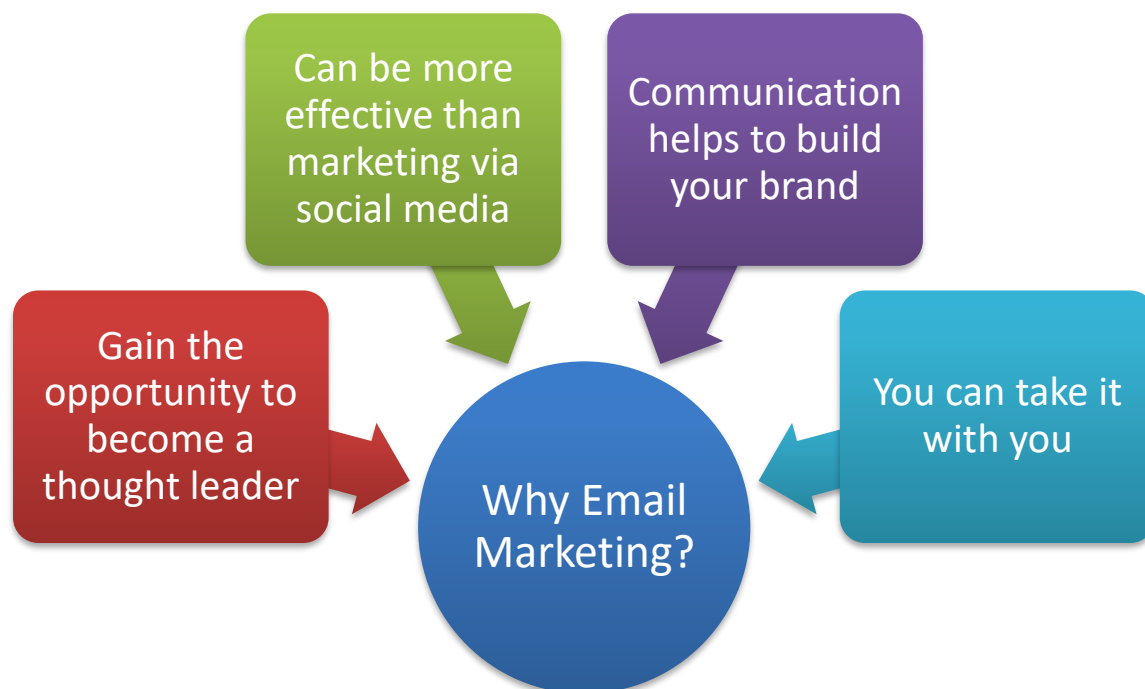 Can be more
effective than
marketing via
social media
Communication
helps to build
your brand
Gain the
opportunity to
become a
thought leader
You can take it
with you
Why Email
Marketing?